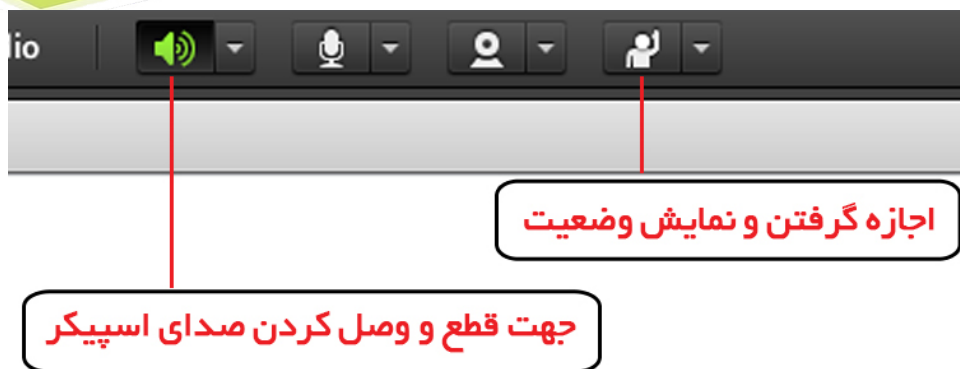 lio
اجازه گرفتن و نمایش وضعیت
جهت قطع و وصل کردن صدای اسپیکر